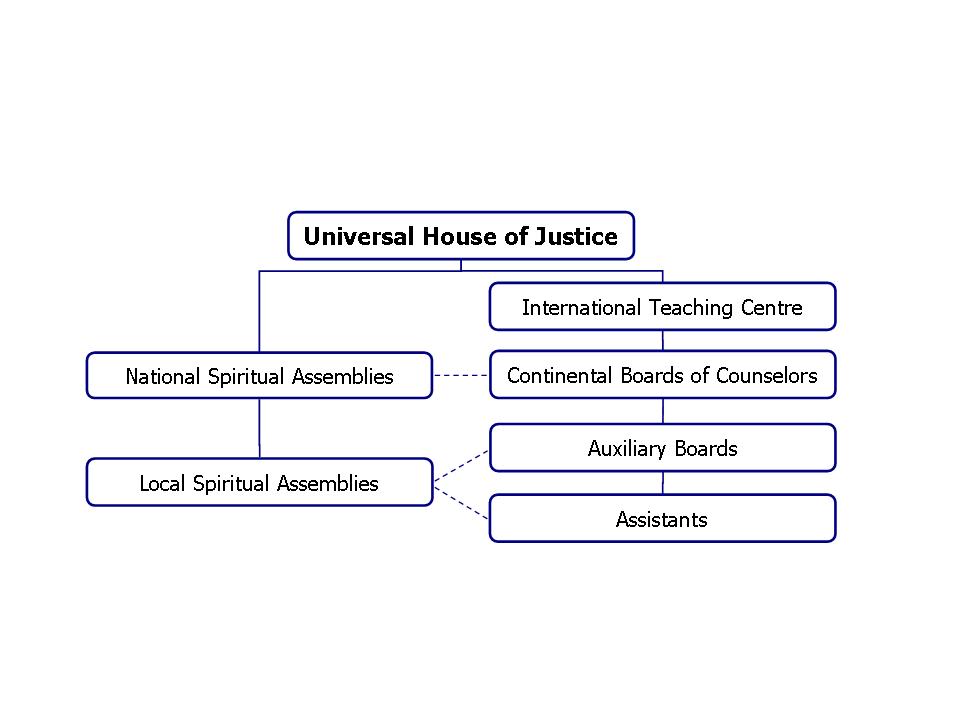 Universal House of Justice
International Teaching Centre
National Spiritual Assemblies
Continental Boards of Counselors
Auxiliary Boards
Local Spiritual Assemblies
Assistants